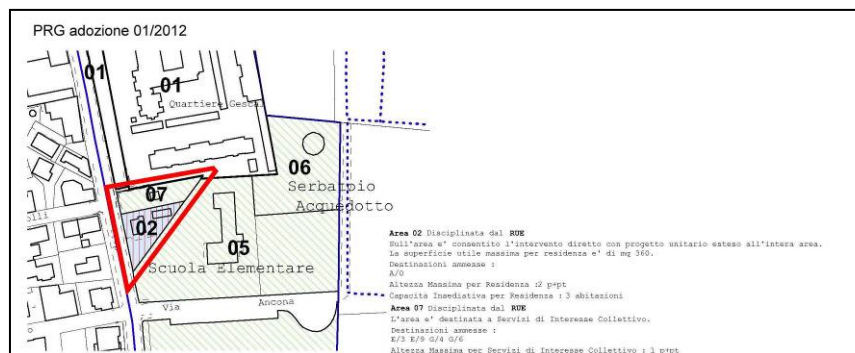 PRG adozione 01/2012
01
01
Quartiere Gescal
06
Serbatoio
Acquedotto
07
02
05
Scuola Elementare
Via Ancona
Area 02 Disciplinata dal RUE
Sull'area e' consentito l'intervento diretto con progetto unitario esteso all'intera area.
La superficie utile massima per residenza e' di mq 360.
Destinazioni ammesse :
A/0
Altezza Massima per Residenza :2 p+pt
Capacita Insediativa per Residenza : 3 abitazioni
Area 07 Disciplinata dal RUE
L'area e' destinata a Servizi di Interesse Collettivo.
Destinazioni ammesse :
E/3 E/9 G/4 G/6
Altezza Massima per Servizi di Interesse Collettivo : 1 p+pt